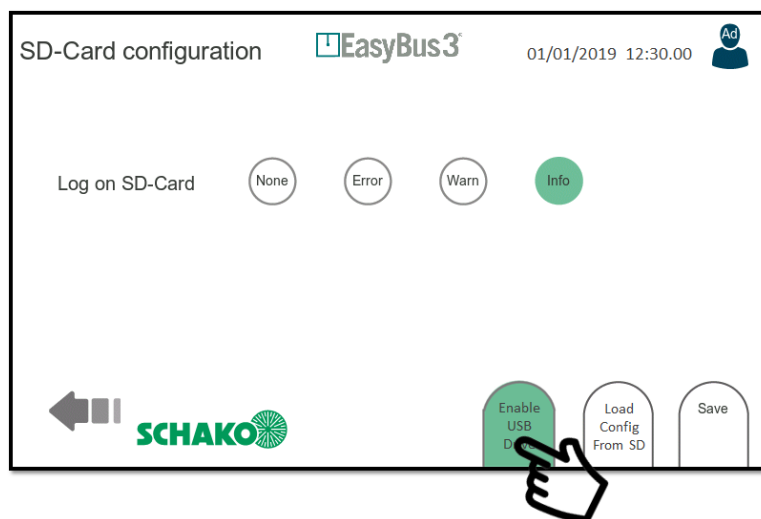 SD-Card configuration
EasyBus3
01/01/2019 12:30.00
Ad
Log on SD-Card
None
Error
Warn
Info
SCHAKO
Enable
USB
Load
Config
From SD
Save